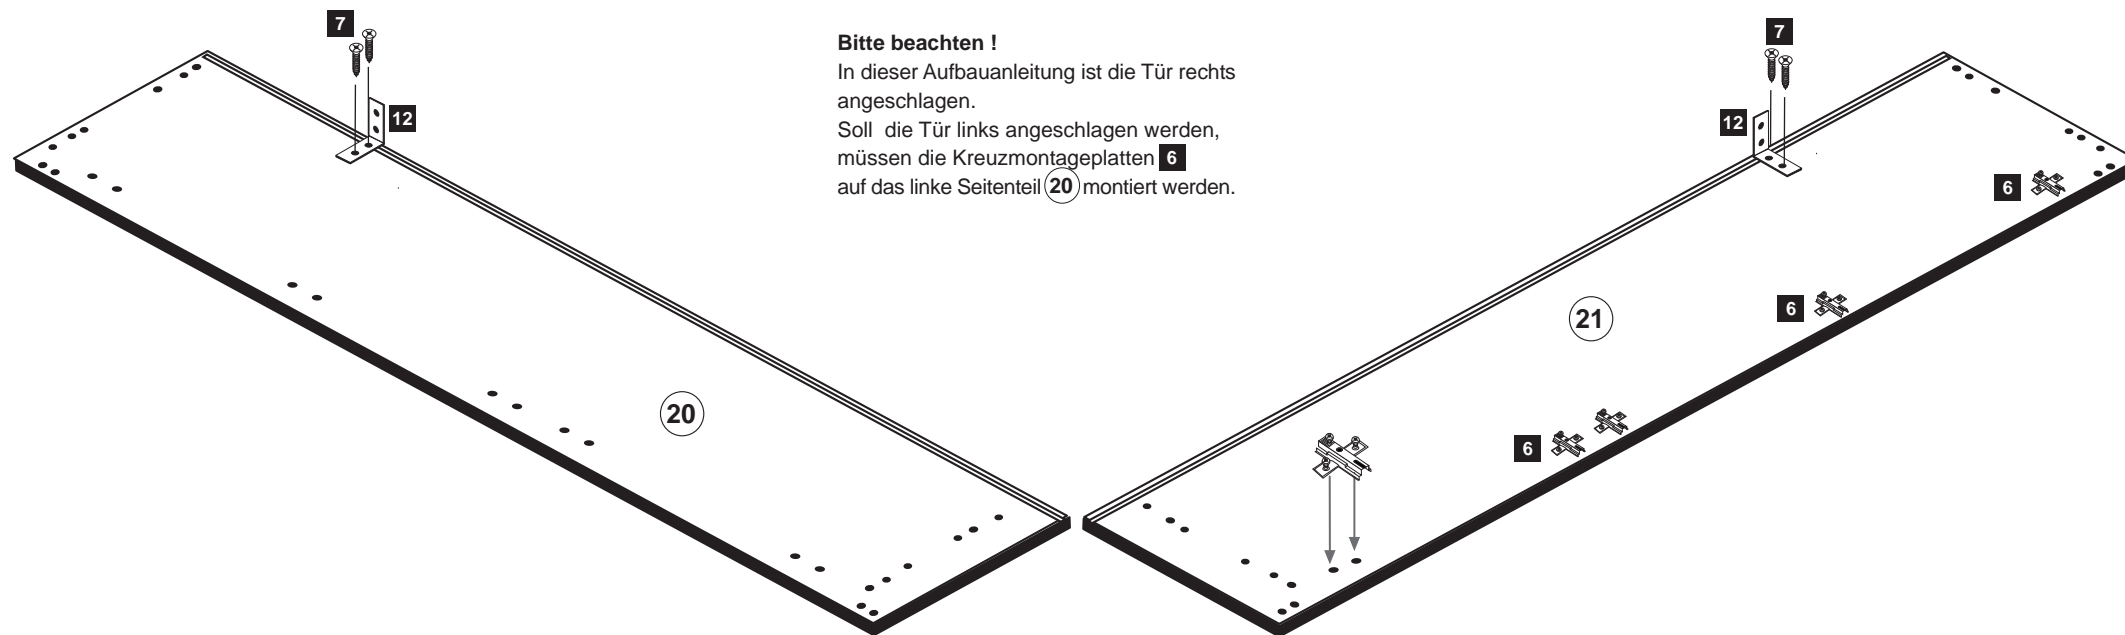 7
12
Bitte beachten !
In dieser Aufbauanleitung ist die Tür rechts
angeschlagen.
Soll die Tür links angeschlagen werden,
müssen die Kreuzmontageplatten 6
auf das linke Seitenteil 20 montiert werden.
7
12
6
6
21
20
6